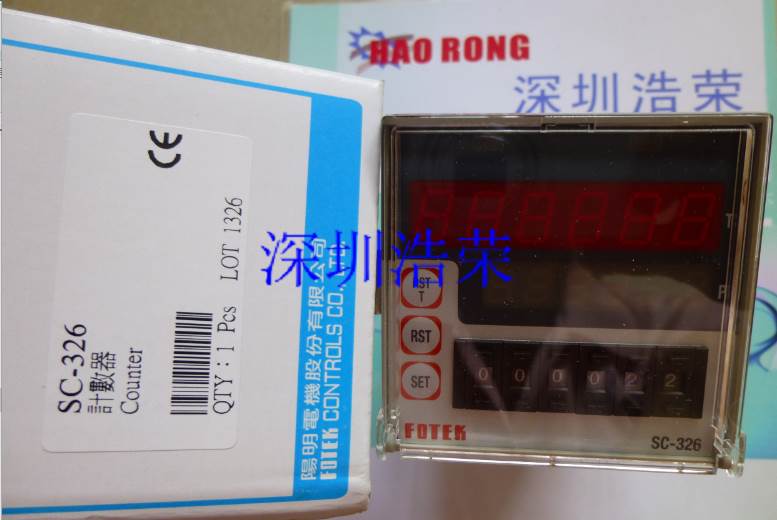 HAO RONG
深圳浩荣
CE
SC-326
計數器
Counter
QTY : 1 Pcs LOT 1326
陽明電機股份有限公司
FOTEK CONTROLS CO., LTD.
深圳浩荣
T
P
RST
T
RST
SET
0 0 0 0 2 2
FOTEK
SC-326